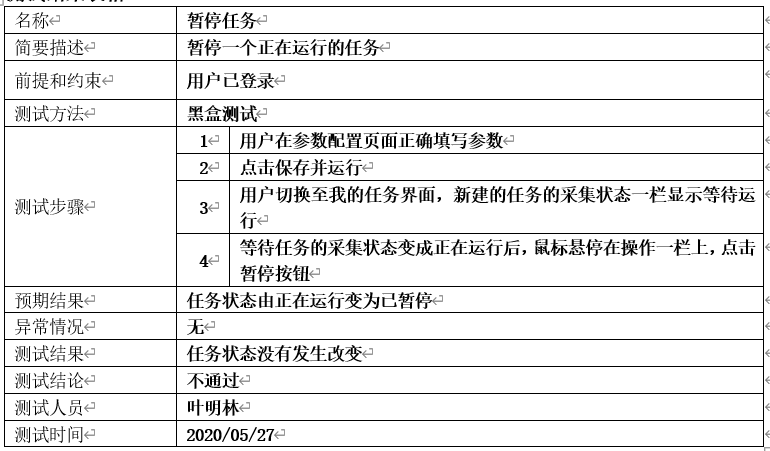 名称
暂停任务
简要描述
暂停一个正在运行的任务
前提和约束
用户已登录
测试方法
黑盒测试
测试步骤
1
用户在参数配置页面正确填写参数
2
点击保存并运行
3
用户切换至我的任务界面，新建的任务的采集状态一栏显示等待运
行
4
等待任务的采集状态变成正在运行后，鼠标悬停在操作一栏上，点击
暂停按钮
预期结果
任务状态由正在运行变为已暂停
异常情况
无
测试结果
任务状态没有发生改变
测试结论
不通过
测试人员
叶明林
测试时间
2020/05/27